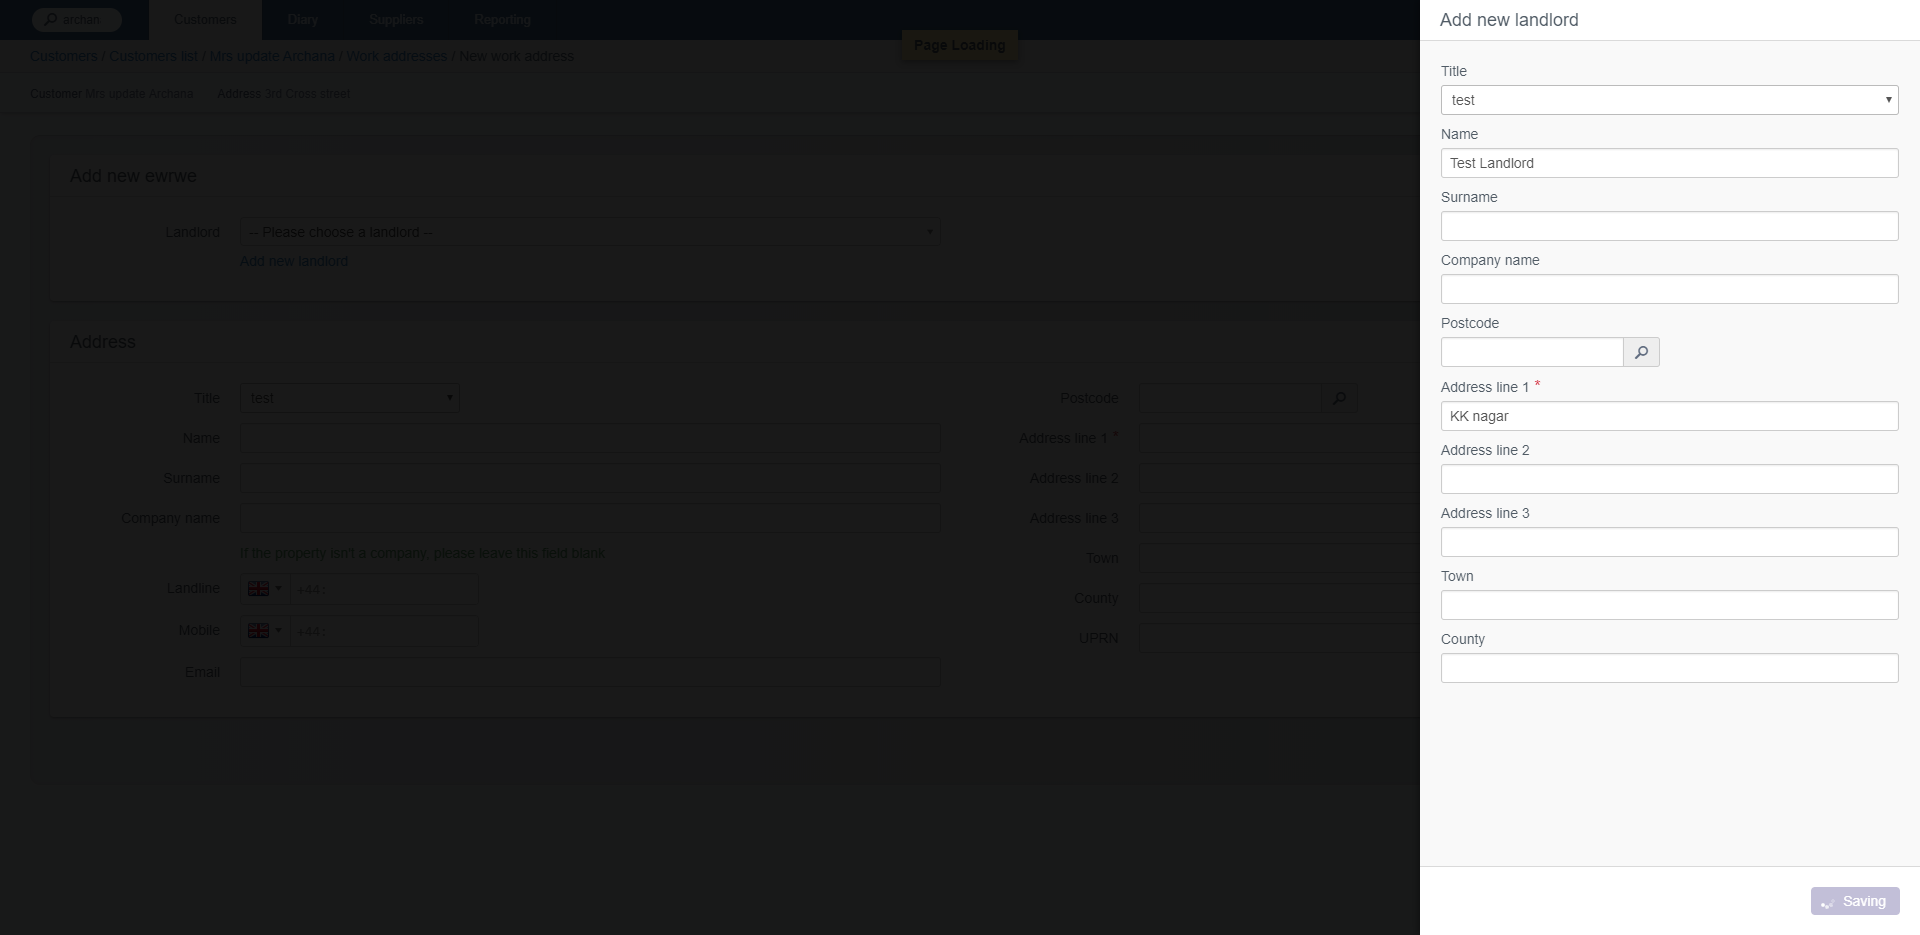 archan
Customers
Diary
Suppliers
Reporting
Page Loading
Customers / Customers list / Mrs update Archana / Work addresses / New work address
Customer Mrs update Archana Address 3rd Cross street
Add new ewrwe
Landlord -- Please choose a landlord --
Add new landlord
Address
Title test
Name
Surname
Company name
If the property isn't a company, please leave this field blank
Landline +44:
Mobile +44:
Email
Postcode
Address line 1 *
Address line 2
Address line 3
Town
County
UPRN
Add new landlord
Title
test
Name
Test Landlord
Surname
Company name
Postcode
Address line 1 *
KK nagar
Address line 2
Address line 3
Town
County
Saving